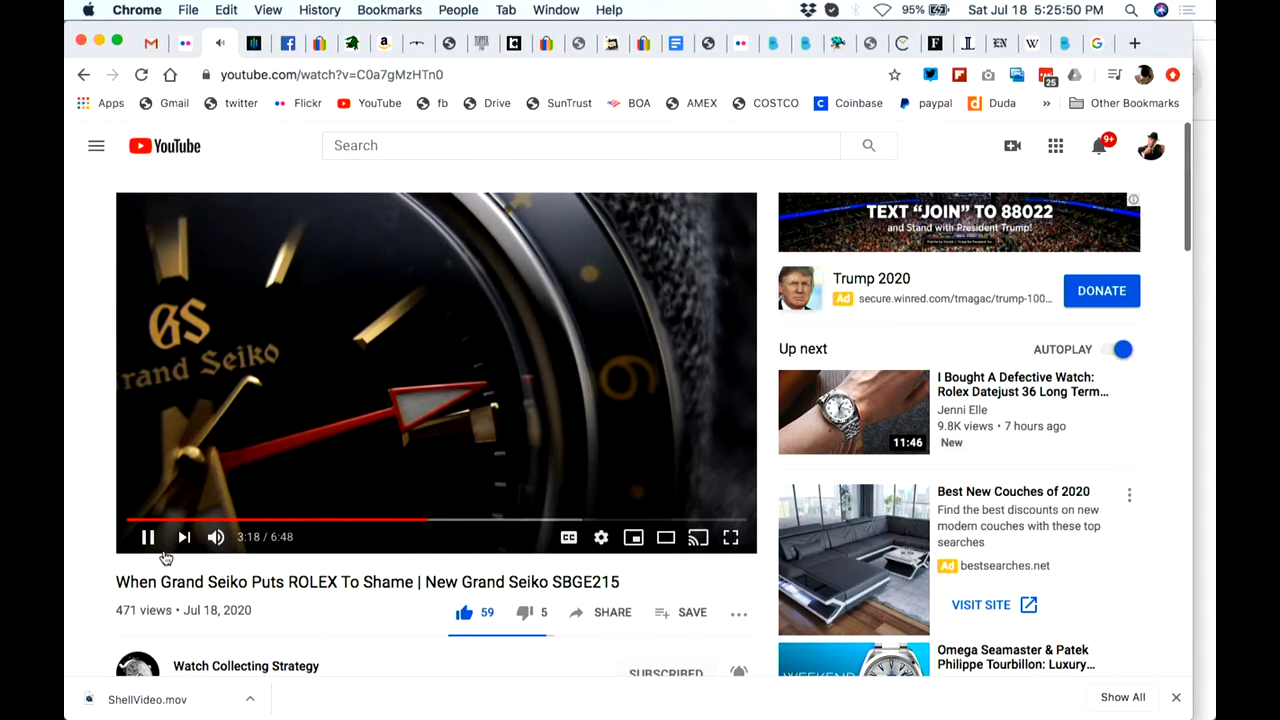 Chrome File Edit View History Bookmarks People Tab Window Help 95% Sat Jul 18 5:25:50 PM
youtube.com/watch?v=C0a7gMzHTn0
25
Apps Gmail twitter Flickr YouTube fb Drive SunTrust BOA AMEX COSTCO Coinbase paypal Duda » Other Bookmarks
YouTube Search 9+
GS
Grand Seiko
6
3:18 / 6:48
When Grand Seiko Puts ROLEX To Shame | New Grand Seiko SBGE215
471 views • Jul 18, 2020
59 5 SHARE SAVE
Watch Collecting Strategy
SUBSCRIBED
TEXT “JOIN” TO 88022
and Stand with President Trump!
Trump 2020
Ad secure.winred.com/tmagac/trump-100...
DONATE
Up next AUTOPLAY
11:46
I Bought A Defective Watch:
Rolex Datejust 36 Long Term...
Jenni Elle
9.8K views • 7 hours ago
New
Best New Couches of 2020
Find the best discounts on new
modern couches with these top
searches
Ad bestsearches.net
VISIT SITE
Omega Seamaster & Patek
Philippe Tourbillon: Luxury...
ShellVideo.mov
Show All